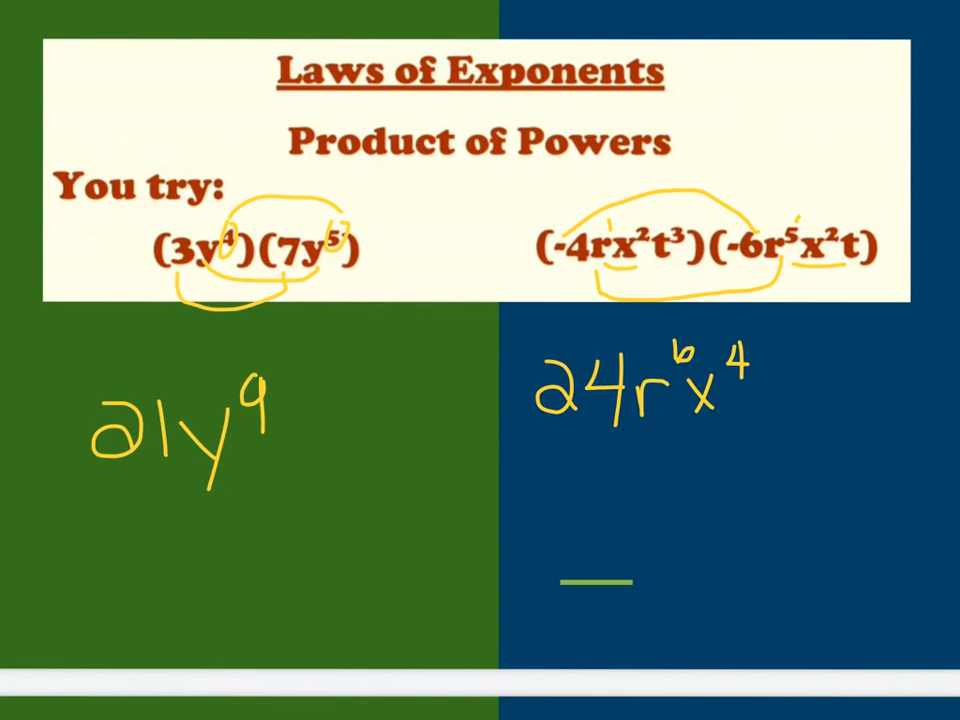 Laws of Exponents
Product of Powers
You try:
(3y⁴)(7y⁵) (-4rx²t³)(-6r⁵x²t)
21y⁹ 24r⁶x⁴